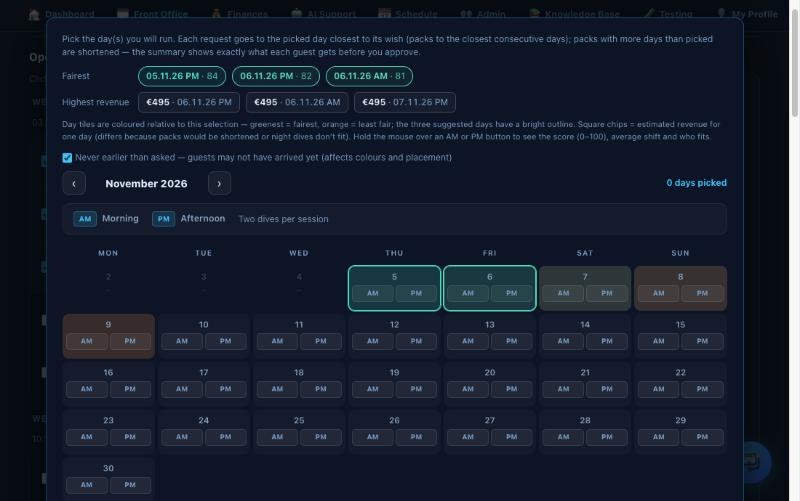 Dashboard Front Office Finances AI Support Schedule Admin Knowledge Base Testing My Profile
Pick the day(s) you will run. Each request goes to the picked day closest to its wish (packs to the closest consecutive days); packs with more days than picked
are shortened — the summary shows exactly what each guest gets before you approve.
Fairest 05.11.26 PM · 84 06.11.26 PM · 82 06.11.26 AM · 81
Highest revenue €495 · 06.11.26 PM €495 · 06.11.26 AM €495 · 07.11.26 PM
Day tiles are coloured relative to this selection — greenest = fairest, orange = least fair; the three suggested days have a bright outline. Square chips = estimated revenue for
one day (differs because packs would be shortened or night dives don't fit). Hold the mouse over an AM or PM button to see the score (0–100), average shift and who fits.
Never earlier than asked — guests may not have arrived yet (affects colours and placement)
‹ November 2026 › 0 days picked
AM Morning PM Afternoon Two dives per session
MON TUE WED THU FRI SAT SUN
2 3 4 5 6 7 8
– – – AM PM AM PM AM PM AM PM
9 10 11 12 13 14 15
AM PM AM PM AM PM AM PM AM PM AM PM AM PM
16 17 18 19 20 21 22
AM PM AM PM AM PM AM PM AM PM AM PM AM PM
23 24 25 26 27 28 29
AM PM AM PM AM PM AM PM AM PM AM PM AM PM
30
AM PM